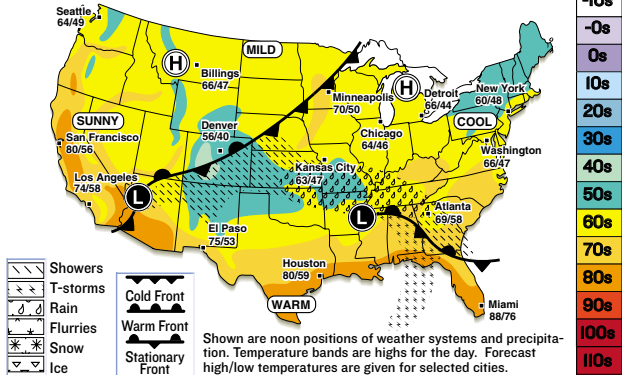 Seattle
64/49
H
Billings
66/47
MILD
Minneapolis
70/50
H
Detroit
66/44
New York
60/48
COOL
Washington
66/47
Chicago
64/46
SUNNY
San Francisco
80/56
Denver
56/40
Kansas City
63/47
Los Angeles
74/58
L
L
Atlanta
69/58
El Paso
75/53
Houston
80/59
WARM
Miami
88/76
Showers
T-storms
Rain
Flurries
Snow
Ice
Cold Front
Warm Front
Stationary
Front
Shown are noon positions of weather systems and precipita-
tion. Temperature bands are highs for the day. Forecast
high/low temperatures are given for selected cities.
-10s
-0s
0s
10s
20s
30s
40s
50s
60s
70s
80s
90s
100s
110s